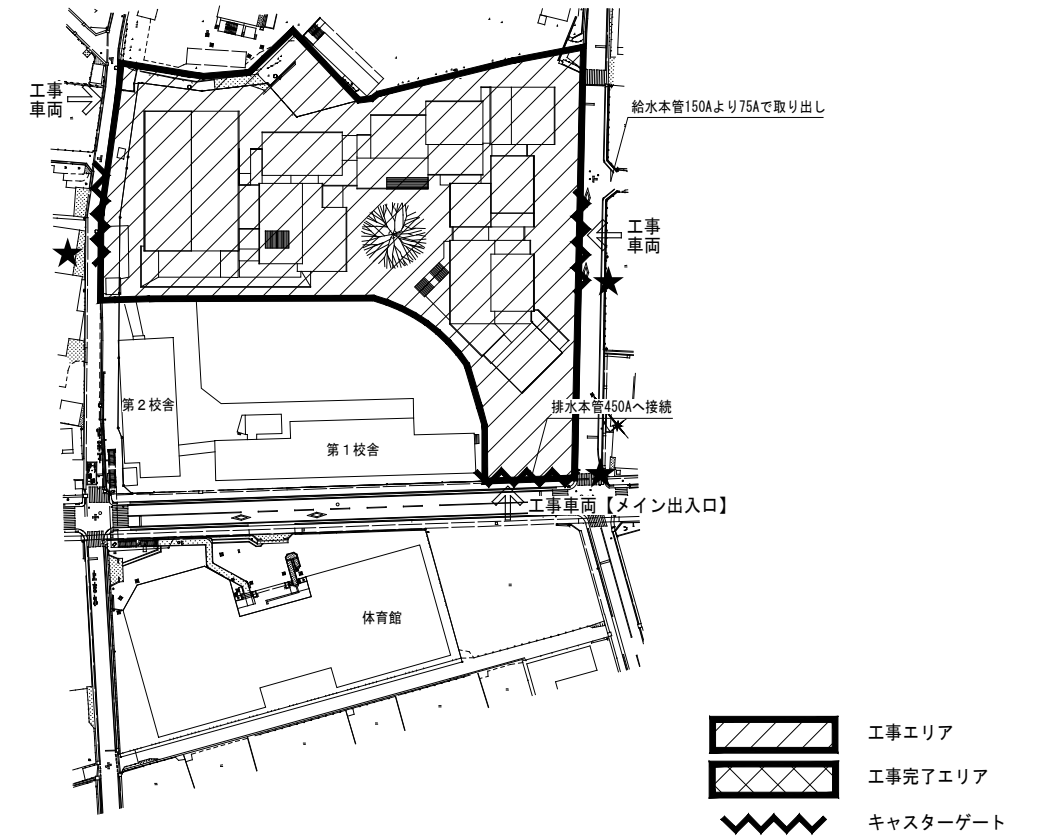 工事
車両
給水本管150Aより75Aで取り出し
工事
車両
第2校舎
排水本管450Aへ接続
第1校舎
工事車両【メイン出入口】
体育館
工事エリア
工事完了エリア
キャスターゲート